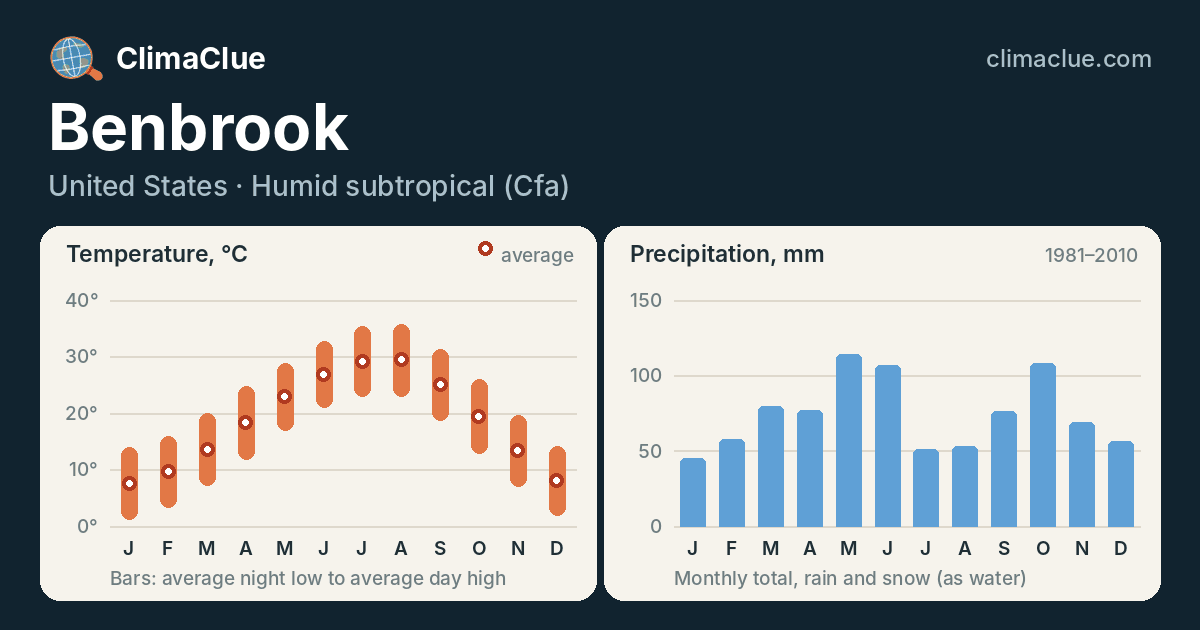 ClimaClue
climaclue.com
Benbrook
United States · Humid subtropical (Cfa)
Temperature, °C
average
40°
30°
20°
10°
0°
J F M A M J J A S O N D
Bars: average night low to average day high
Precipitation, mm
1981–2010
150
100
50
0
J F M A M J J A S O N D
Monthly total, rain and snow (as water)